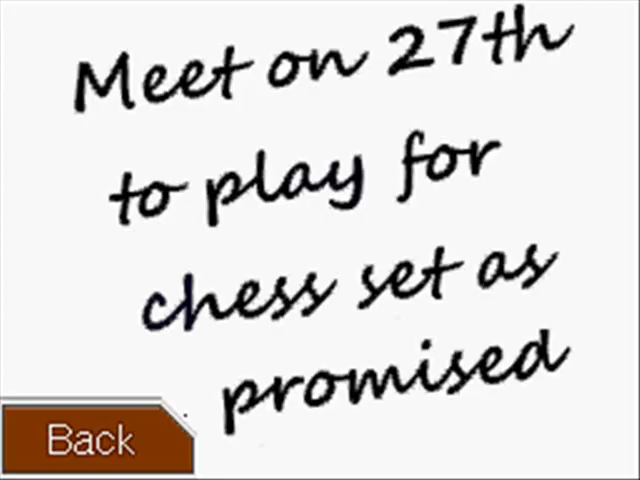 Meet on 27th
to play for
chess set as
promised
Back